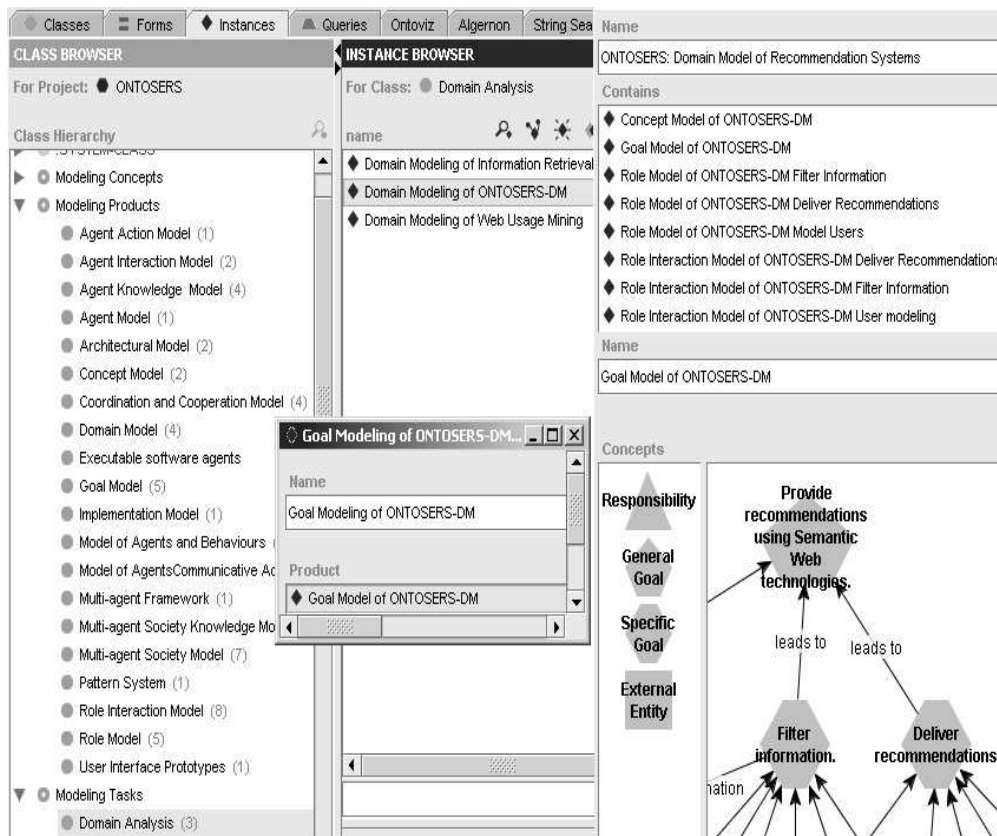 Classes
Forms
Instances
Queries
Ontoviz
Algernon
String Sea
CLASS BROWSER
For Project: ONTOSERS
Class Hierarchy
:SYSTEM-CLASS
Modeling Concepts
Modeling Products
Agent Action Model (1)
Agent Interaction Model (2)
Agent Knowledge Model (4)
Agent Model (1)
Architectural Model (2)
Concept Model (2)
Coordination and Cooperation Model (4)
Domain Model (4)
Executable software agents
Goal Model (5)
Implementation Model (1)
Model of Agents and Behaviours
Model of AgentsCommunicative Ac
Multi-agent Framework (1)
Multi-agent Society Knowledge Mo
Multi-agent Society Model (7)
Pattern System (1)
Role Interaction Model (8)
Role Model (5)
User Interface Prototypes (1)
Modeling Tasks
Domain Analysis (3)
INSTANCE BROWSER
For Class: Domain Analysis
name
Domain Modeling of Information Retrieval
Domain Modeling of ONTOSERS-DM
Domain Modeling of Web Usage Mining
Goal Modeling of ONTOSERS-DM...
Name
Goal Modeling of ONTOSERS-DM
Product
Goal Model of ONTOSERS-DM
Name
ONTOSERS: Domain Model of Recommendation Systems
Contains
Concept Model of ONTOSERS-DM
Goal Model of ONTOSERS-DM
Role Model of ONTOSERS-DM Filter Information
Role Model of ONTOSERS-DM Deliver Recommendations
Role Model of ONTOSERS-DM Model Users
Role Interaction Model of ONTOSERS-DM Deliver Recommendations
Role Interaction Model of ONTOSERS-DM Filter Information
Role Interaction Model of ONTOSERS-DM User modeling
Name
Goal Model of ONTOSERS-DM
Concepts
Responsibility
General
Goal
Specific
Goal
External
Entity
Provide
recommendations
using Semantic
Web
technologies.
leads to
leads to
Filter
information.
Deliver
recommendations
nation